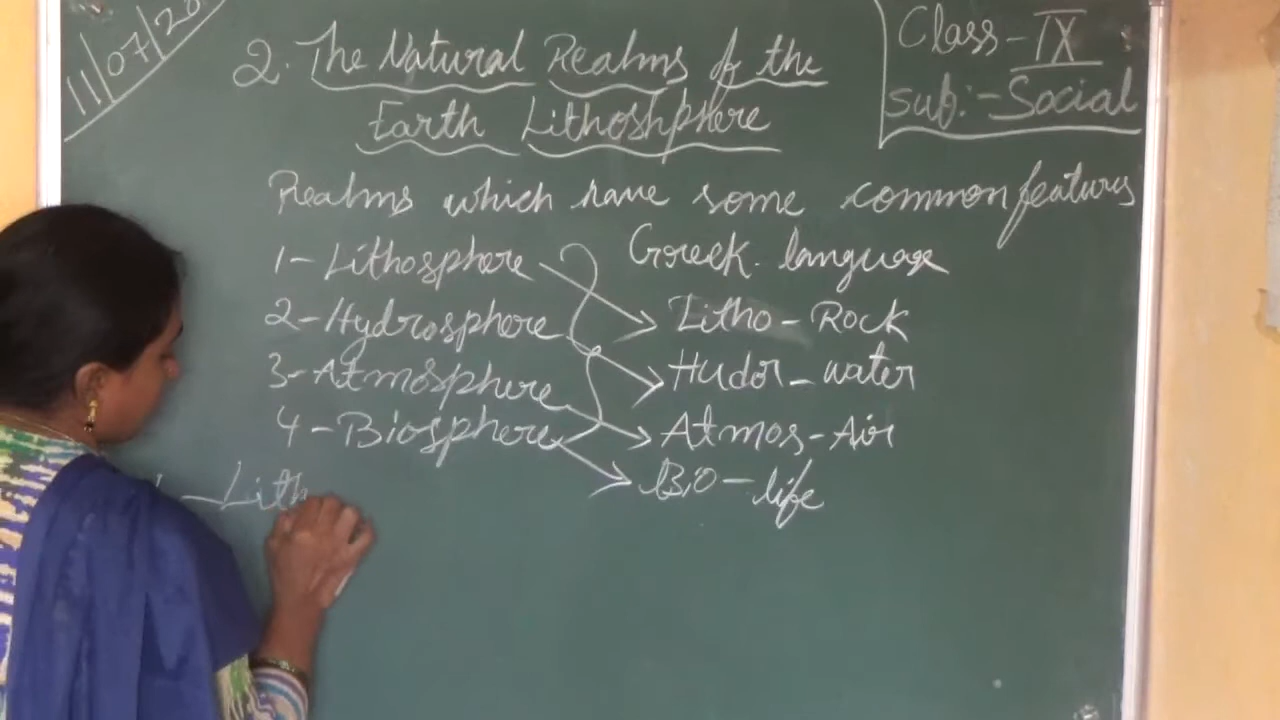 11/07/20
Class-IX
Sub:-Social
2. The Natural Realms of the
Earth Lithoshphere
Realms which have some common features
1-Lithosphere
Greek language
2-Hydrosphere
Litho-Rock
3-Atmosphere
Hudor-water
4-Biosphere
Atmos-Air
Bio-life
-Lith